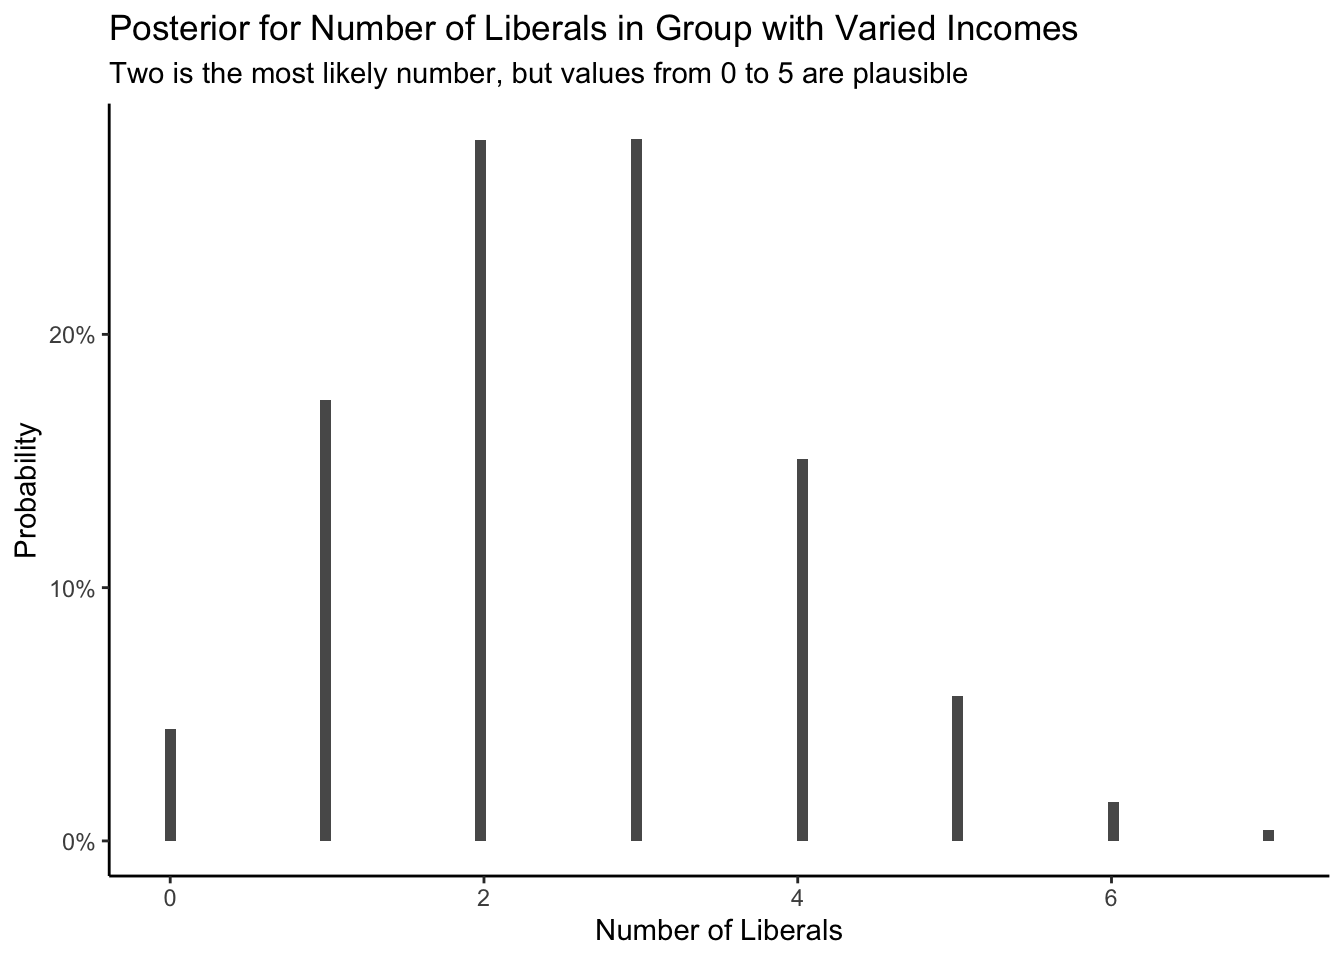 Posterior for Number of Liberals in Group with Varied Incomes
Two is the most likely number, but values from 0 to 5 are plausible
20%
10%
0%
Probability
0 2 4 6
Number of Liberals